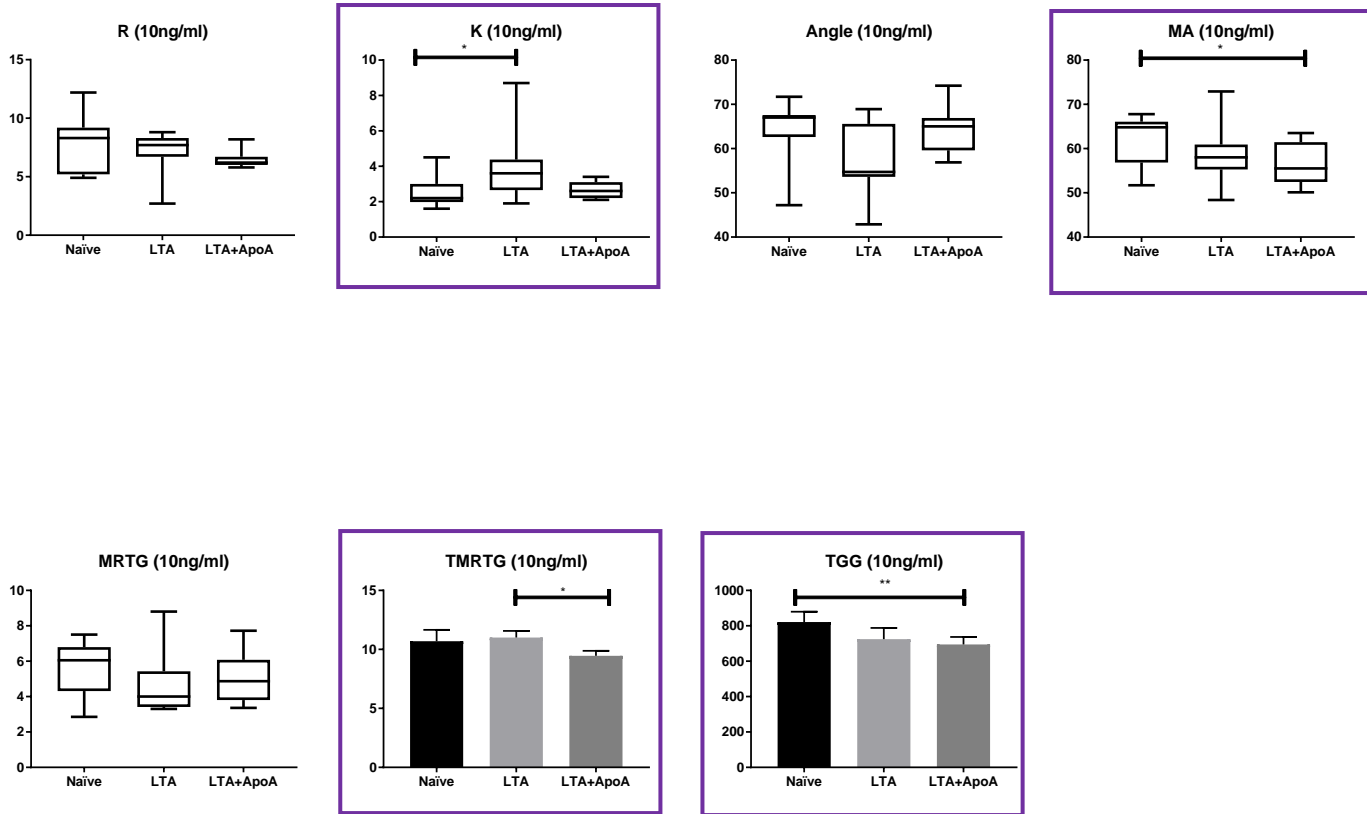 R (10ng/ml)
15
10
5
0
Naïve LTA LTA+ApoA
K (10ng/ml)
*
10
8
6
4
2
0
Naïve LTA LTA+ApoA
Angle (10ng/ml)
80
70
60
50
40
Naïve LTA LTA+ApoA
MA (10ng/ml)
*
80
70
60
50
40
Naïve LTA LTA+ApoA
MRTG (10ng/ml)
10
8
6
4
2
0
Naïve LTA LTA+ApoA
TMRTG (10ng/ml)
*
15
10
5
0
Naïve LTA LTA+ApoA
TGG (10ng/ml)
**
1000
800
600
400
200
0
Naïve LTA LTA+ApoA